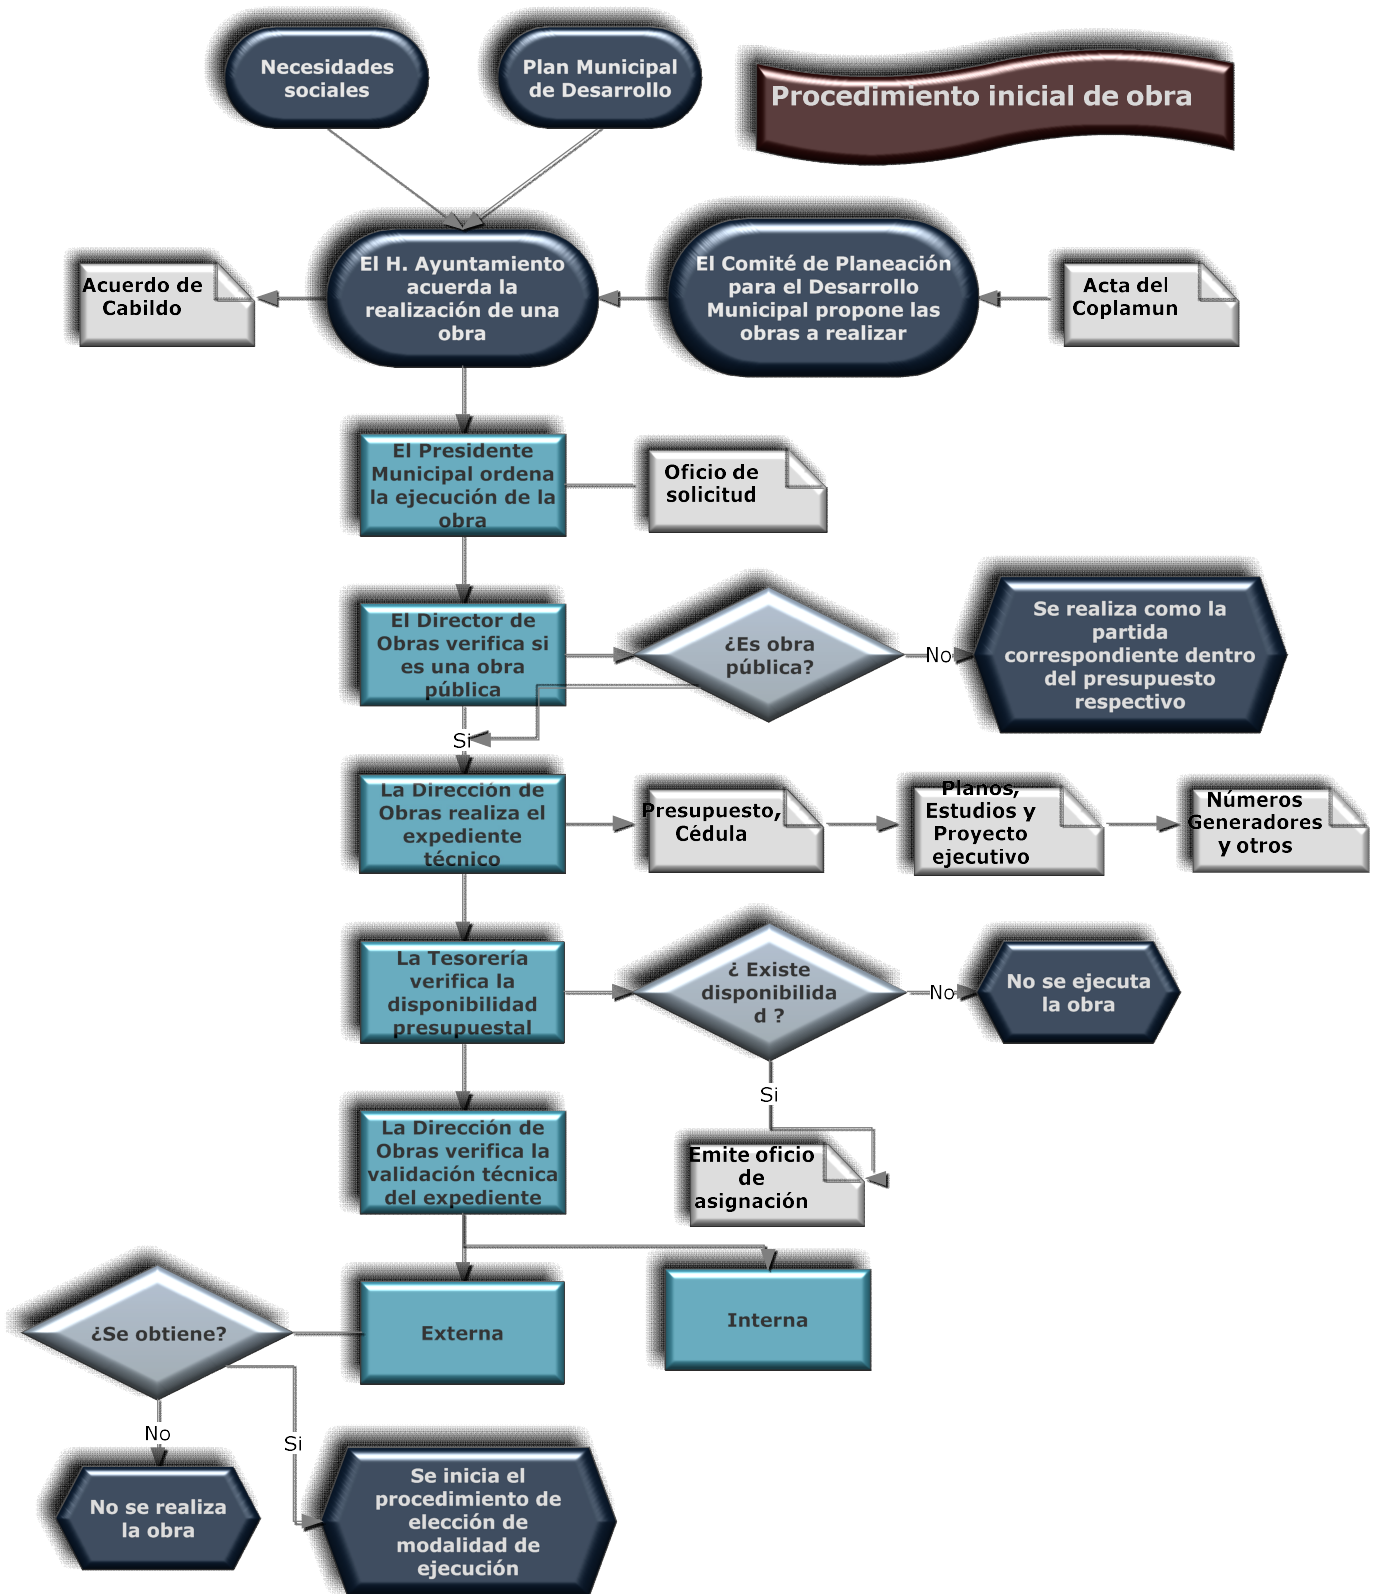 Necesidades
sociales
Plan Municipal
de Desarrollo
Procedimiento inicial de obra
Acuerdo de
Cabildo
El H. Ayuntamiento
acuerda la
realización de una
obra
El Comité de Planeación
para el Desarrollo
Municipal propone las
obras a realizar
Acta del
Coplamun
El Presidente
Municipal ordena
la ejecución de la
obra
Oficio de
solicitud
El Director de
Obras verifica si
es una obra
pública
¿Es obra
pública?
No
Se realiza como la
partida
correspondiente dentro
del presupuesto
respectivo
Si
La Dirección de
Obras realiza el
expediente
técnico
Presupuesto,
Cédula
Planos,
Estudios y
Proyecto
ejecutivo
Números
Generadores
y otros
La Tesorería
verifica la
disponibilidad
presupuestal
¿ Existe
disponibilida
d ?
No
No se ejecuta
la obra
Si
La Dirección de
Obras verifica la
validación técnica
del expediente
Emite oficio
de
asignación
¿Se obtiene?
Externa
Interna
No
Si
No se realiza
la obra
Se inicia el
procedimiento de
elección de
modalidad de
ejecución